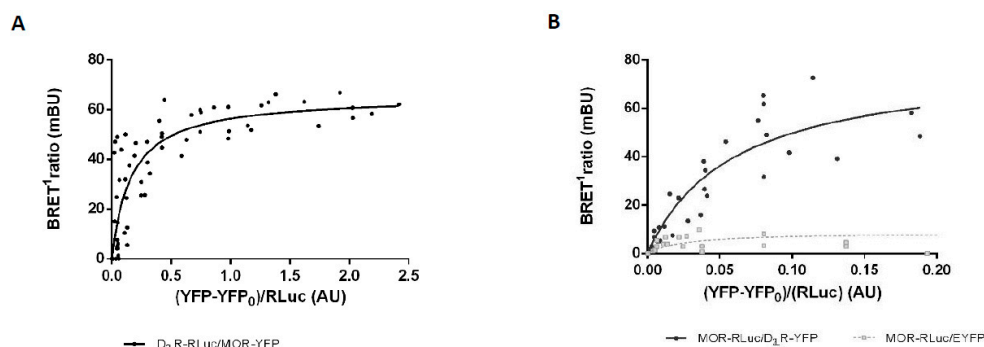 A
B
80
60
40
20
0
BRET¹ratio (mBU)
0.0 0.5 1.0 1.5 2.0 2.5
(YFP-YFP₀)/RLuc (AU)
D₂R-RLuc/MOR-YFP
80
60
40
20
0
BRET¹ratio (mBU)
0.00 0.05 0.10 0.15 0.20
(YFP-YFP₀)/(RLuc) (AU)
MOR-RLuc/EYFP